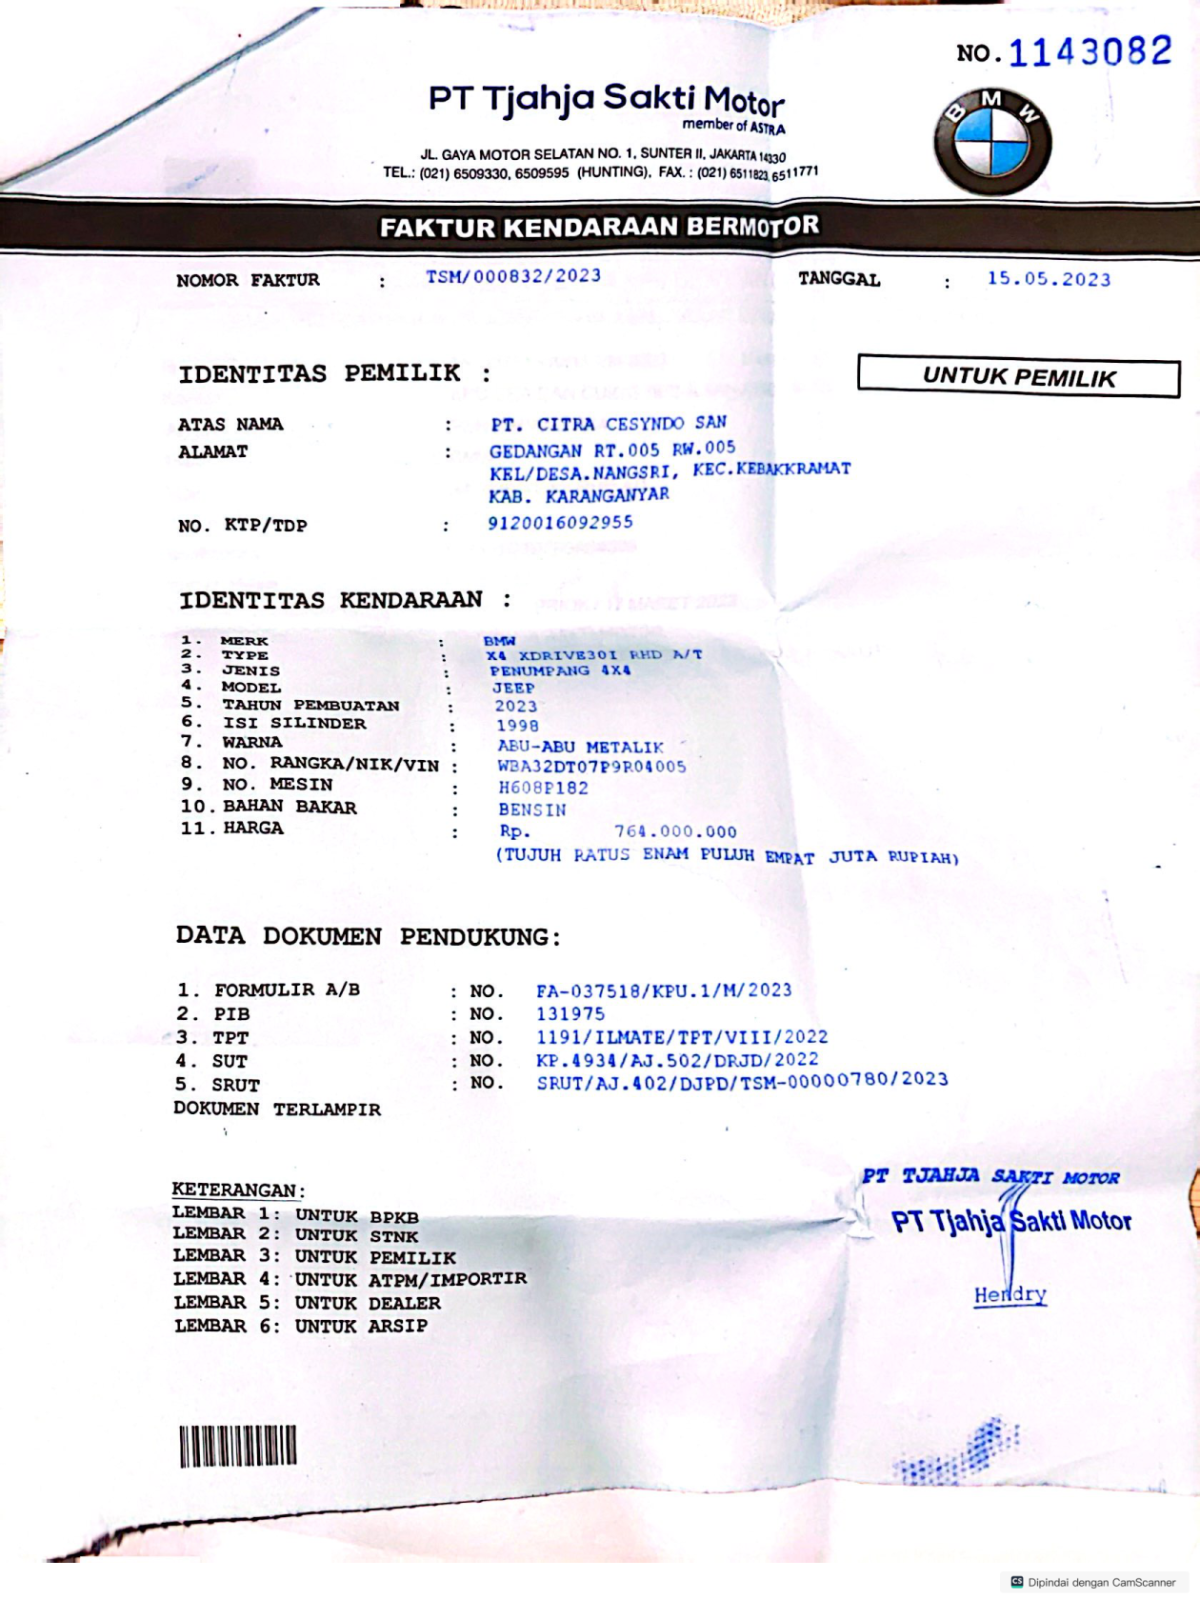 NO. 1143082
PT Tjahja Sakti Motor
member of ASTRA
BMW
JL. GAYA MOTOR SELATAN NO. 1, SUNTER II, JAKARTA 14330
TEL.: (021) 6509330, 6509595 (HUNTING), FAX. : (021) 6511823, 6511771
FAKTUR KENDARAAN BERMOTOR
NOMOR FAKTUR : TSM/000832/2023 TANGGAL : 15.05.2023
IDENTITAS PEMILIK :
UNTUK PEMILIK
ATAS NAMA : PT. CITRA CESYNDO SAN
ALAMAT : GEDANGAN RT.005 RW.005
KEL/DESA.NANGSRI, KEC.KEBAKKRAMAT
KAB. KARANGANYAR
NO. KTP/TDP : 9120016092955
IDENTITAS KENDARAAN :
1. MERK : BMW
2. TYPE : X4 XDRIVE30I RHD A/T
3. JENIS : PENUMPANG 4X4
4. MODEL : JEEP
5. TAHUN PEMBUATAN : 2023
6. ISI SILINDER : 1998
7. WARNA : ABU-ABU METALIK
8. NO. RANGKA/NIK/VIN : WBA32DT07P9R04005
9. NO. MESIN : H608P182
10. BAHAN BAKAR : BENSIN
11. HARGA : Rp. 764.000.000
(TUJUH RATUS ENAM PULUH EMPAT JUTA RUPIAH)
DATA DOKUMEN PENDUKUNG:
1. FORMULIR A/B : NO. FA-037518/KPU.1/M/2023
2. PIB : NO. 131975
3. TPT : NO. 1191/ILMATE/TPT/VIII/2022
4. SUT : NO. KP.4934/AJ.502/DRJD/2022
5. SRUT : NO. SRUT/AJ.402/DJPD/TSM-00000780/2023
DOKUMEN TERLAMPIR
KETERANGAN:
LEMBAR 1: UNTUK BPKB
LEMBAR 2: UNTUK STNK
LEMBAR 3: UNTUK PEMILIK
LEMBAR 4: UNTUK ATPM/IMPORTIR
LEMBAR 5: UNTUK DEALER
LEMBAR 6: UNTUK ARSIP
PT TJAHJA SAKTI MOTOR
PT Tjahja Sakti Motor
Hendry
CS Dipindai dengan CamScanner